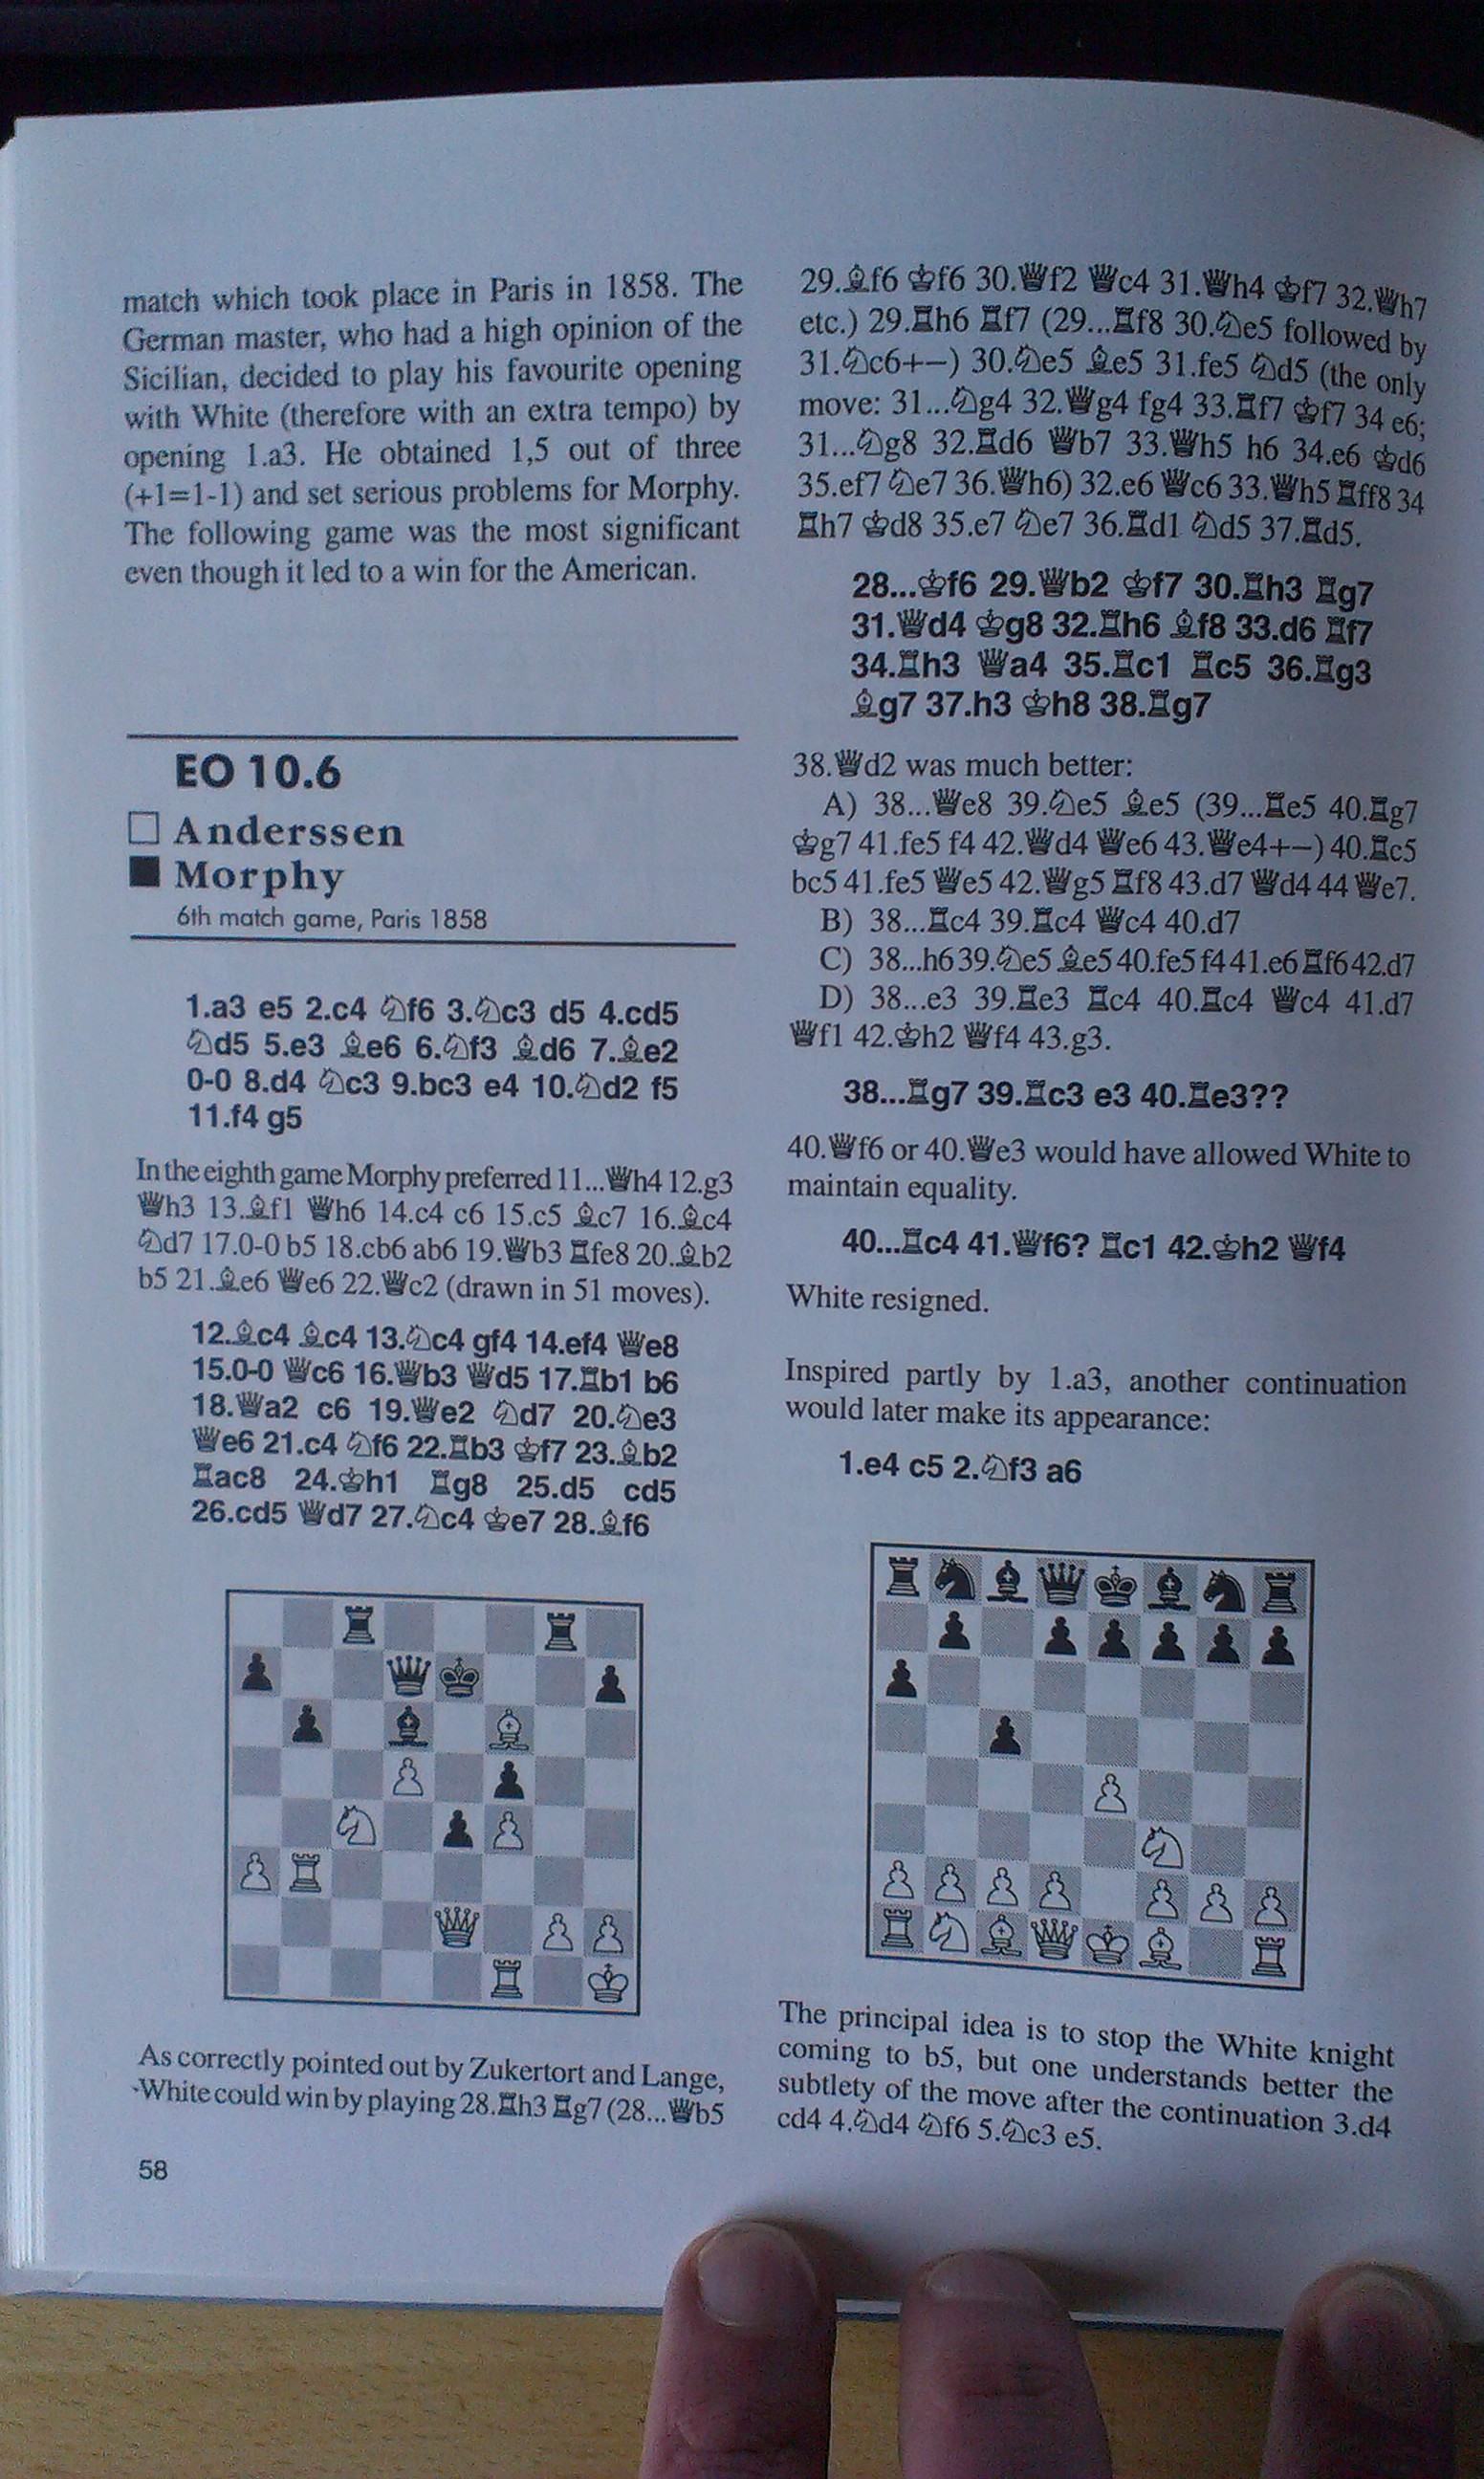 match which took place in Paris in 1858. The
German master, who had a high opinion of the
Sicilian, decided to play his favourite opening
with White (therefore with an extra tempo) by
opening 1.a3. He obtained 1,5 out of three
(+1=1-1) and set serious problems for Morphy.
The following game was the most significant
even though it led to a win for the American.
EO 10.6
□ Anderssen
■ Morphy
6th match game, Paris 1858
1.a3 e5 2.c4 ♘f6 3.♘c3 d5 4.cd5
♘d5 5.e3 ♗e6 6.♘f3 ♗d6 7.♗e2
0-0 8.d4 ♘c3 9.bc3 e4 10.♘d2 f5
11.f4 g5
In the eighth game Morphy preferred 11...♕h4 12.g3
♕h3 13.♗f1 ♕h6 14.c4 c6 15.c5 ♗c7 16.♗c4
♘d7 17.0-0 b5 18.cb6 ab6 19.♕b3 ♖fe8 20.♗b2
b5 21.♗e6 ♕e6 22.♕c2 (drawn in 51 moves).
12.♗c4 ♗c4 13.♘c4 gf4 14.ef4 ♕e8
15.0-0 ♕c6 16.♕b3 ♕d5 17.♖b1 b6
18.♕a2 c6 19.♕e2 ♘d7 20.♘e3
♕e6 21.c4 ♘f6 22.♖b3 ♔f7 23.♗b2
♖ac8 24.♔h1 ♖g8 25.d5 cd5
26.cd5 ♕d7 27.♘c4 ♔e7 28.♗f6
As correctly pointed out by Zukertort and Lange,
White could win by playing 28.♖h3 ♖g7 (28...♕b5
58
29.♗f6 ♔f6 30.♕f2 ♕c4 31.♕h4 ♔f7 32.♕h7
etc.) 29.♖h6 ♖f7 (29...♖f8 30.♘e5 followed by
31.♘c6+−) 30.♘e5 ♗e5 31.fe5 ♘d5 (the only
move: 31...♘g4 32.♕g4 fg4 33.♖f7 ♔f7 34 e6;
31...♘g8 32.♖d6 ♕b7 33.♕h5 h6 34.e6 ♔d6
35.ef7 ♘e7 36.♕h6) 32.e6 ♕c6 33.♕h5 ♖ff8 34
♖h7 ♔d8 35.e7 ♘e7 36.♖d1 ♘d5 37.♖d5.
28...♔f6 29.♕b2 ♔f7 30.♖h3 ♖g7
31.♕d4 ♔g8 32.♖h6 ♗f8 33.d6 ♖f7
34.♖h3 ♕a4 35.♖c1 ♖c5 36.♖g3
♗g7 37.h3 ♔h8 38.♖g7
38.♕d2 was much better:
A) 38...♕e8 39.♘e5 ♗e5 (39...♖e5 40.♖g7
♔g7 41.fe5 f4 42.♕d4 ♕e6 43.♕e4+−) 40.♖c5
bc5 41.fe5 ♕e5 42.♕g5 ♖f8 43.d7 ♕d4 44 ♕e7.
B) 38...♖c4 39.♖c4 ♕c4 40.d7
C) 38...h6 39.♘e5 ♗e5 40.fe5 f4 41.e6 ♖f6 42.d7
D) 38...e3 39.♖e3 ♖c4 40.♖c4 ♕c4 41.d7
♕f1 42.♔h2 ♕f4 43.g3.
38...♖g7 39.♖c3 e3 40.♖e3??
40.♕f6 or 40.♕e3 would have allowed White to
maintain equality.
40...♖c4 41.♕f6? ♖c1 42.♔h2 ♕f4
White resigned.
Inspired partly by 1.a3, another continuation
would later make its appearance:
1.e4 c5 2.♘f3 a6
The principal idea is to stop the White knight
coming to b5, but one understands better the
subtlety of the move after the continuation 3.d4
cd4 4.♘d4 ♘f6 5.♘c3 e5.